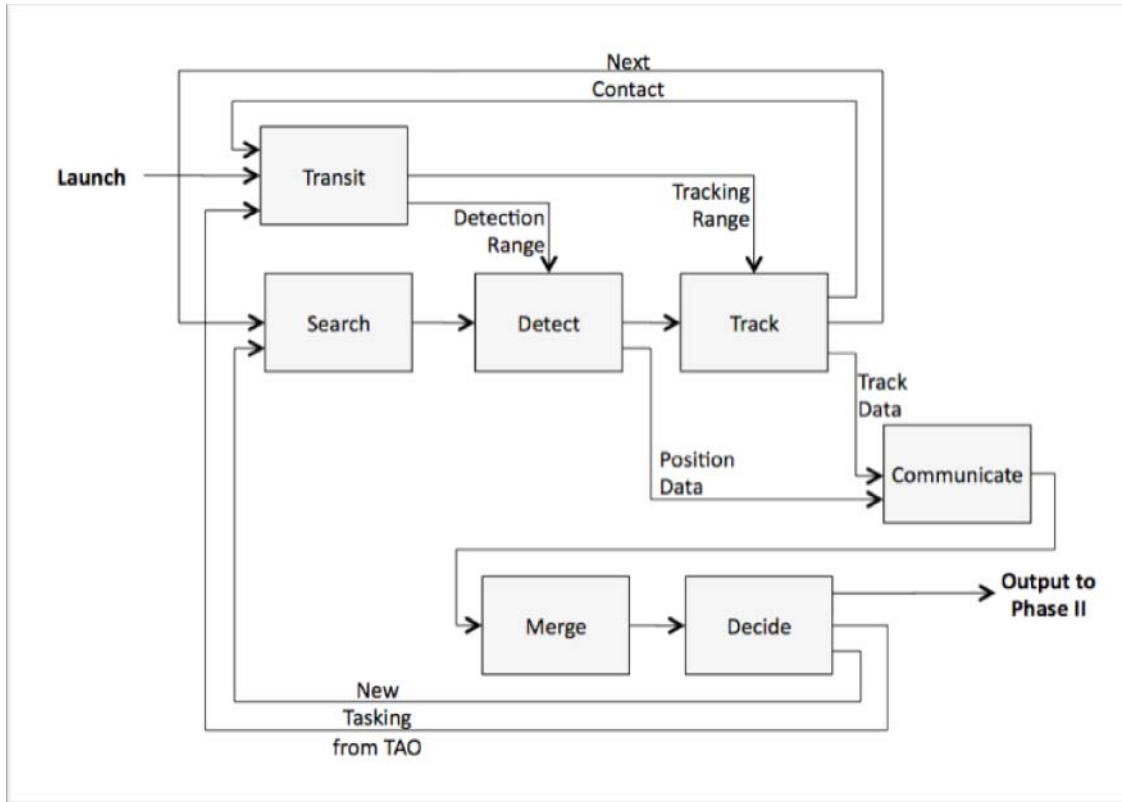 Next
Contact
Launch
Transit
Tracking
Range
Detection
Range
Search
Detect
Track
Track
Data
Position
Data
Communicate
Merge
Decide
Output to
Phase II
New
Tasking
from TAO